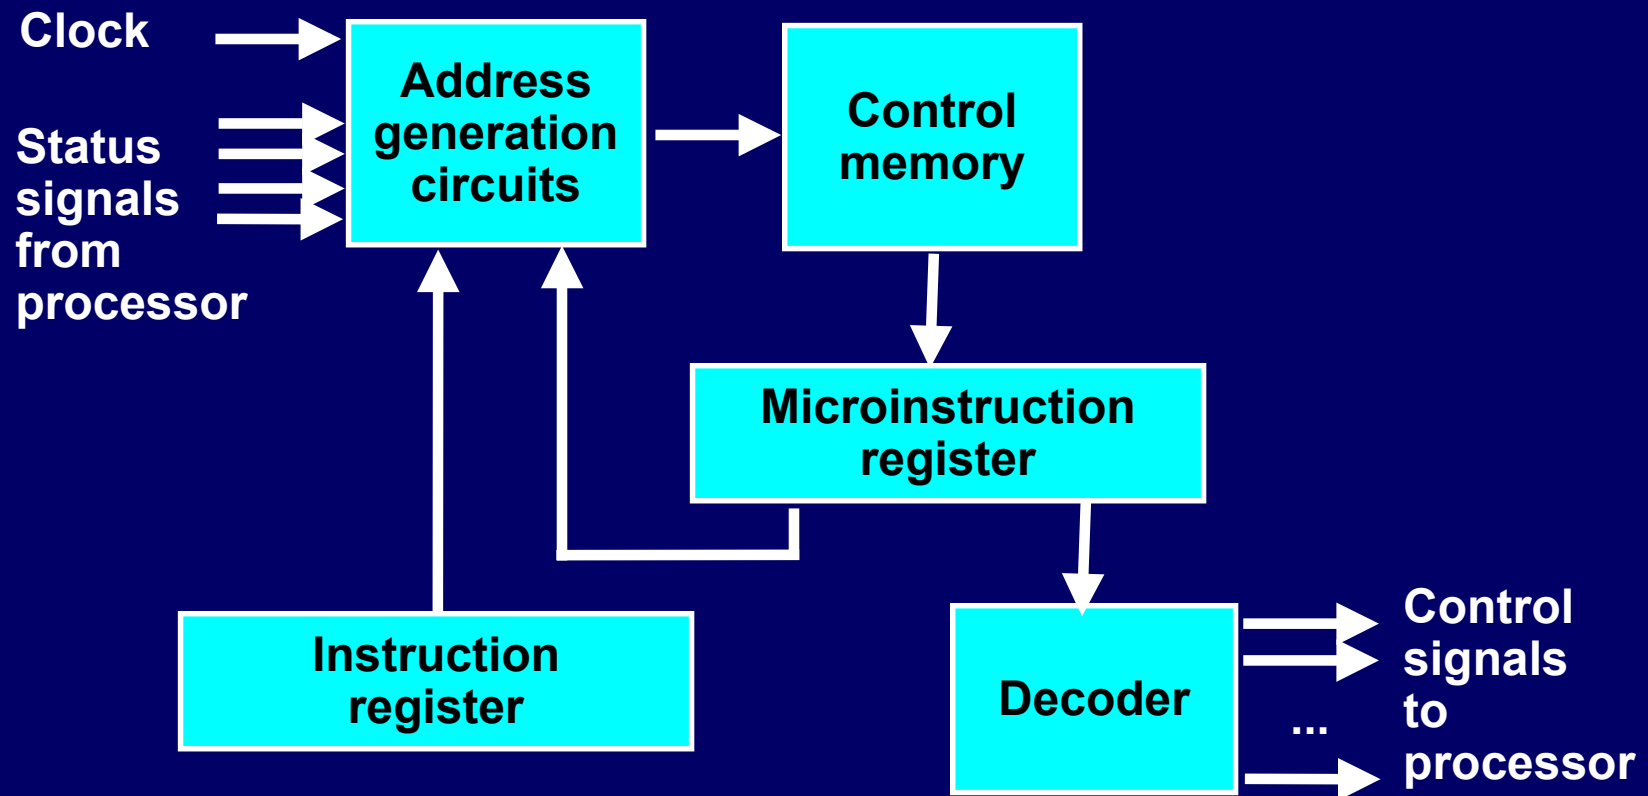 Clock
Status
signals
from
processor
Address
generation
circuits
Control
memory
Microinstruction
register
Instruction
register
Decoder
...
Control
signals
to
processor